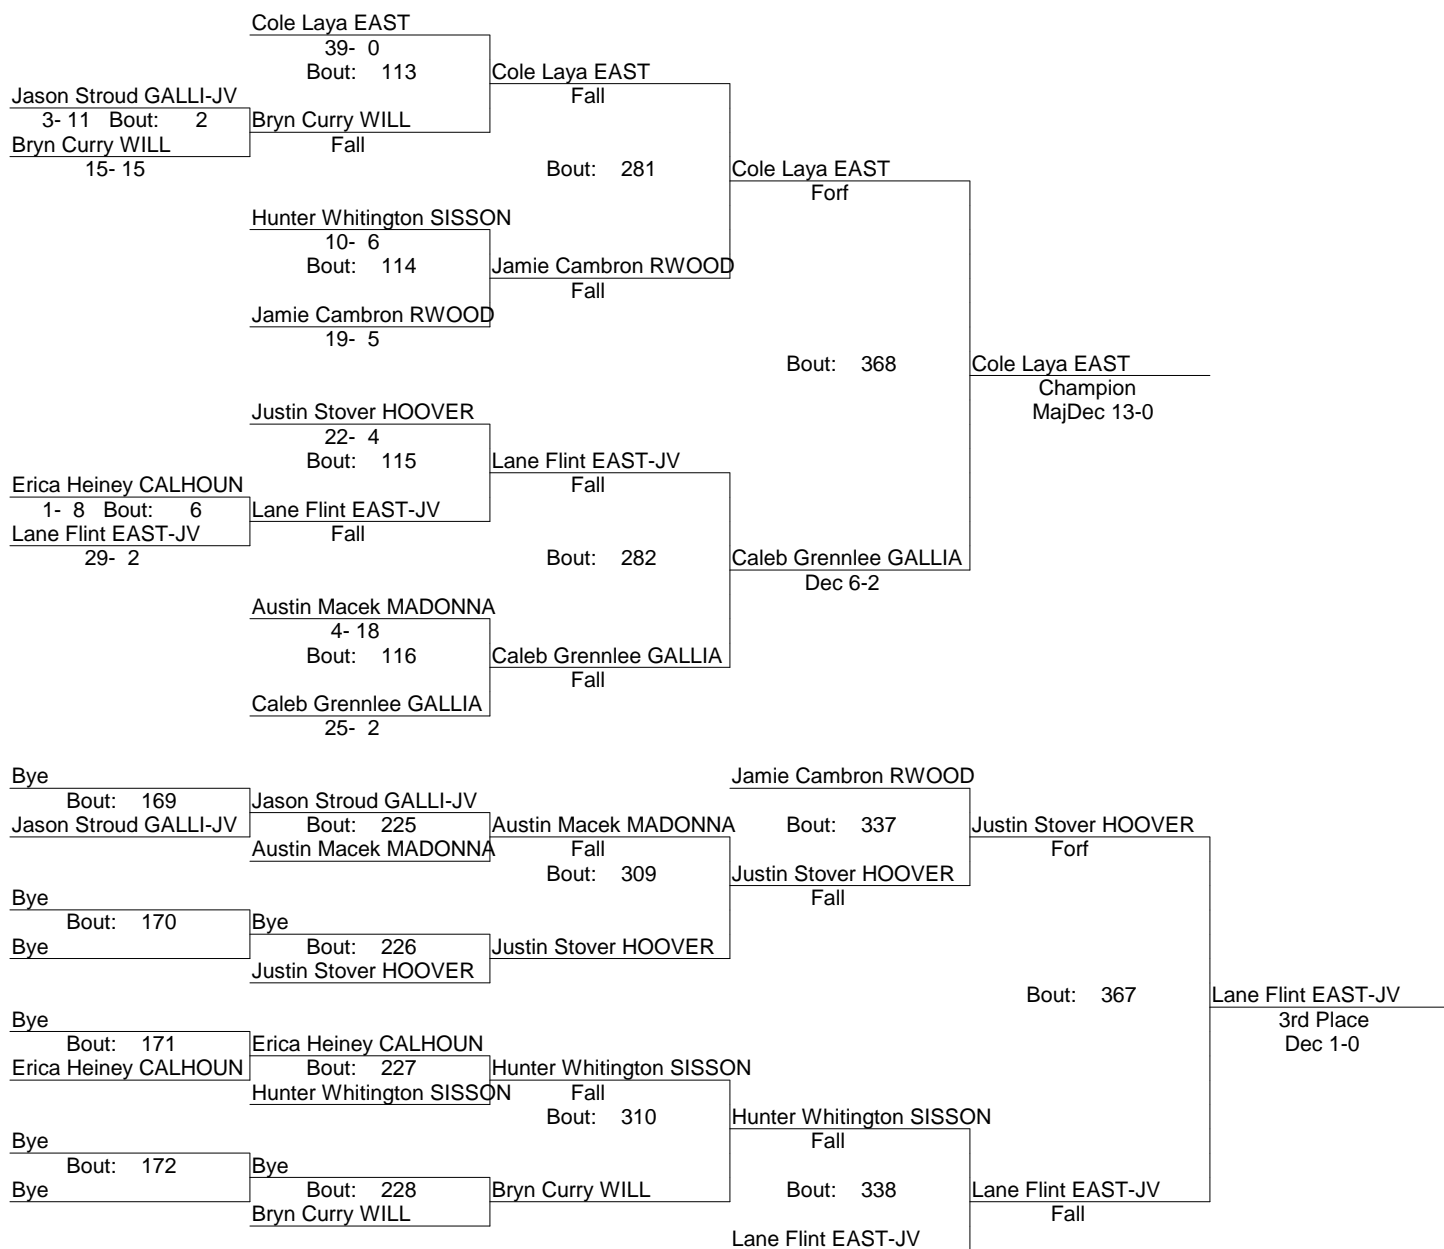 Cole Laya EAST
39- 0
Bout: 113
Cole Laya EAST
Fall
Jason Stroud GALLI-JV
3- 11 Bout: 2
Bryn Curry WILL
Fall
Bryn Curry WILL
15- 15
Bout: 281
Cole Laya EAST
Forf
Hunter Whitington SISSON
10- 6
Bout: 114
Jamie Cambron RWOOD
Fall
Jamie Cambron RWOOD
19- 5
Bout: 368
Cole Laya EAST
Champion
MajDec 13-0
Justin Stover HOOVER
22- 4
Bout: 115
Lane Flint EAST-JV
Fall
Erica Heiney CALHOUN
1- 8 Bout: 6
Lane Flint EAST-JV
Fall
Lane Flint EAST-JV
29- 2
Bout: 282
Caleb Grennlee GALLIA
Dec 6-2
Austin Macek MADONNA
4- 18
Bout: 116
Caleb Grennlee GALLIA
Fall
Caleb Grennlee GALLIA
25- 2
Bye
Bout: 169
Jason Stroud GALLI-JV
Jason Stroud GALLI-JV
Bout: 225
Austin Macek MADONNA
Austin Macek MADONNA
Fall
Bout: 309
Jamie Cambron RWOOD
Bout: 337
Justin Stover HOOVER
Fall
Justin Stover HOOVER
Forf
Bye
Bout: 170
Bye
Bye
Bout: 226
Justin Stover HOOVER
Justin Stover HOOVER
Bout: 367
Lane Flint EAST-JV
3rd Place
Dec 1-0
Bye
Bout: 171
Erica Heiney CALHOUN
Erica Heiney CALHOUN
Bout: 227
Hunter Whitington SISSON
Hunter Whitington SISSON
Fall
Bout: 310
Hunter Whitington SISSON
Fall
Bye
Bout: 172
Bye
Bye
Bout: 228
Bryn Curry WILL
Bryn Curry WILL
Bout: 338
Lane Flint EAST-JV
Fall
Lane Flint EAST-JV